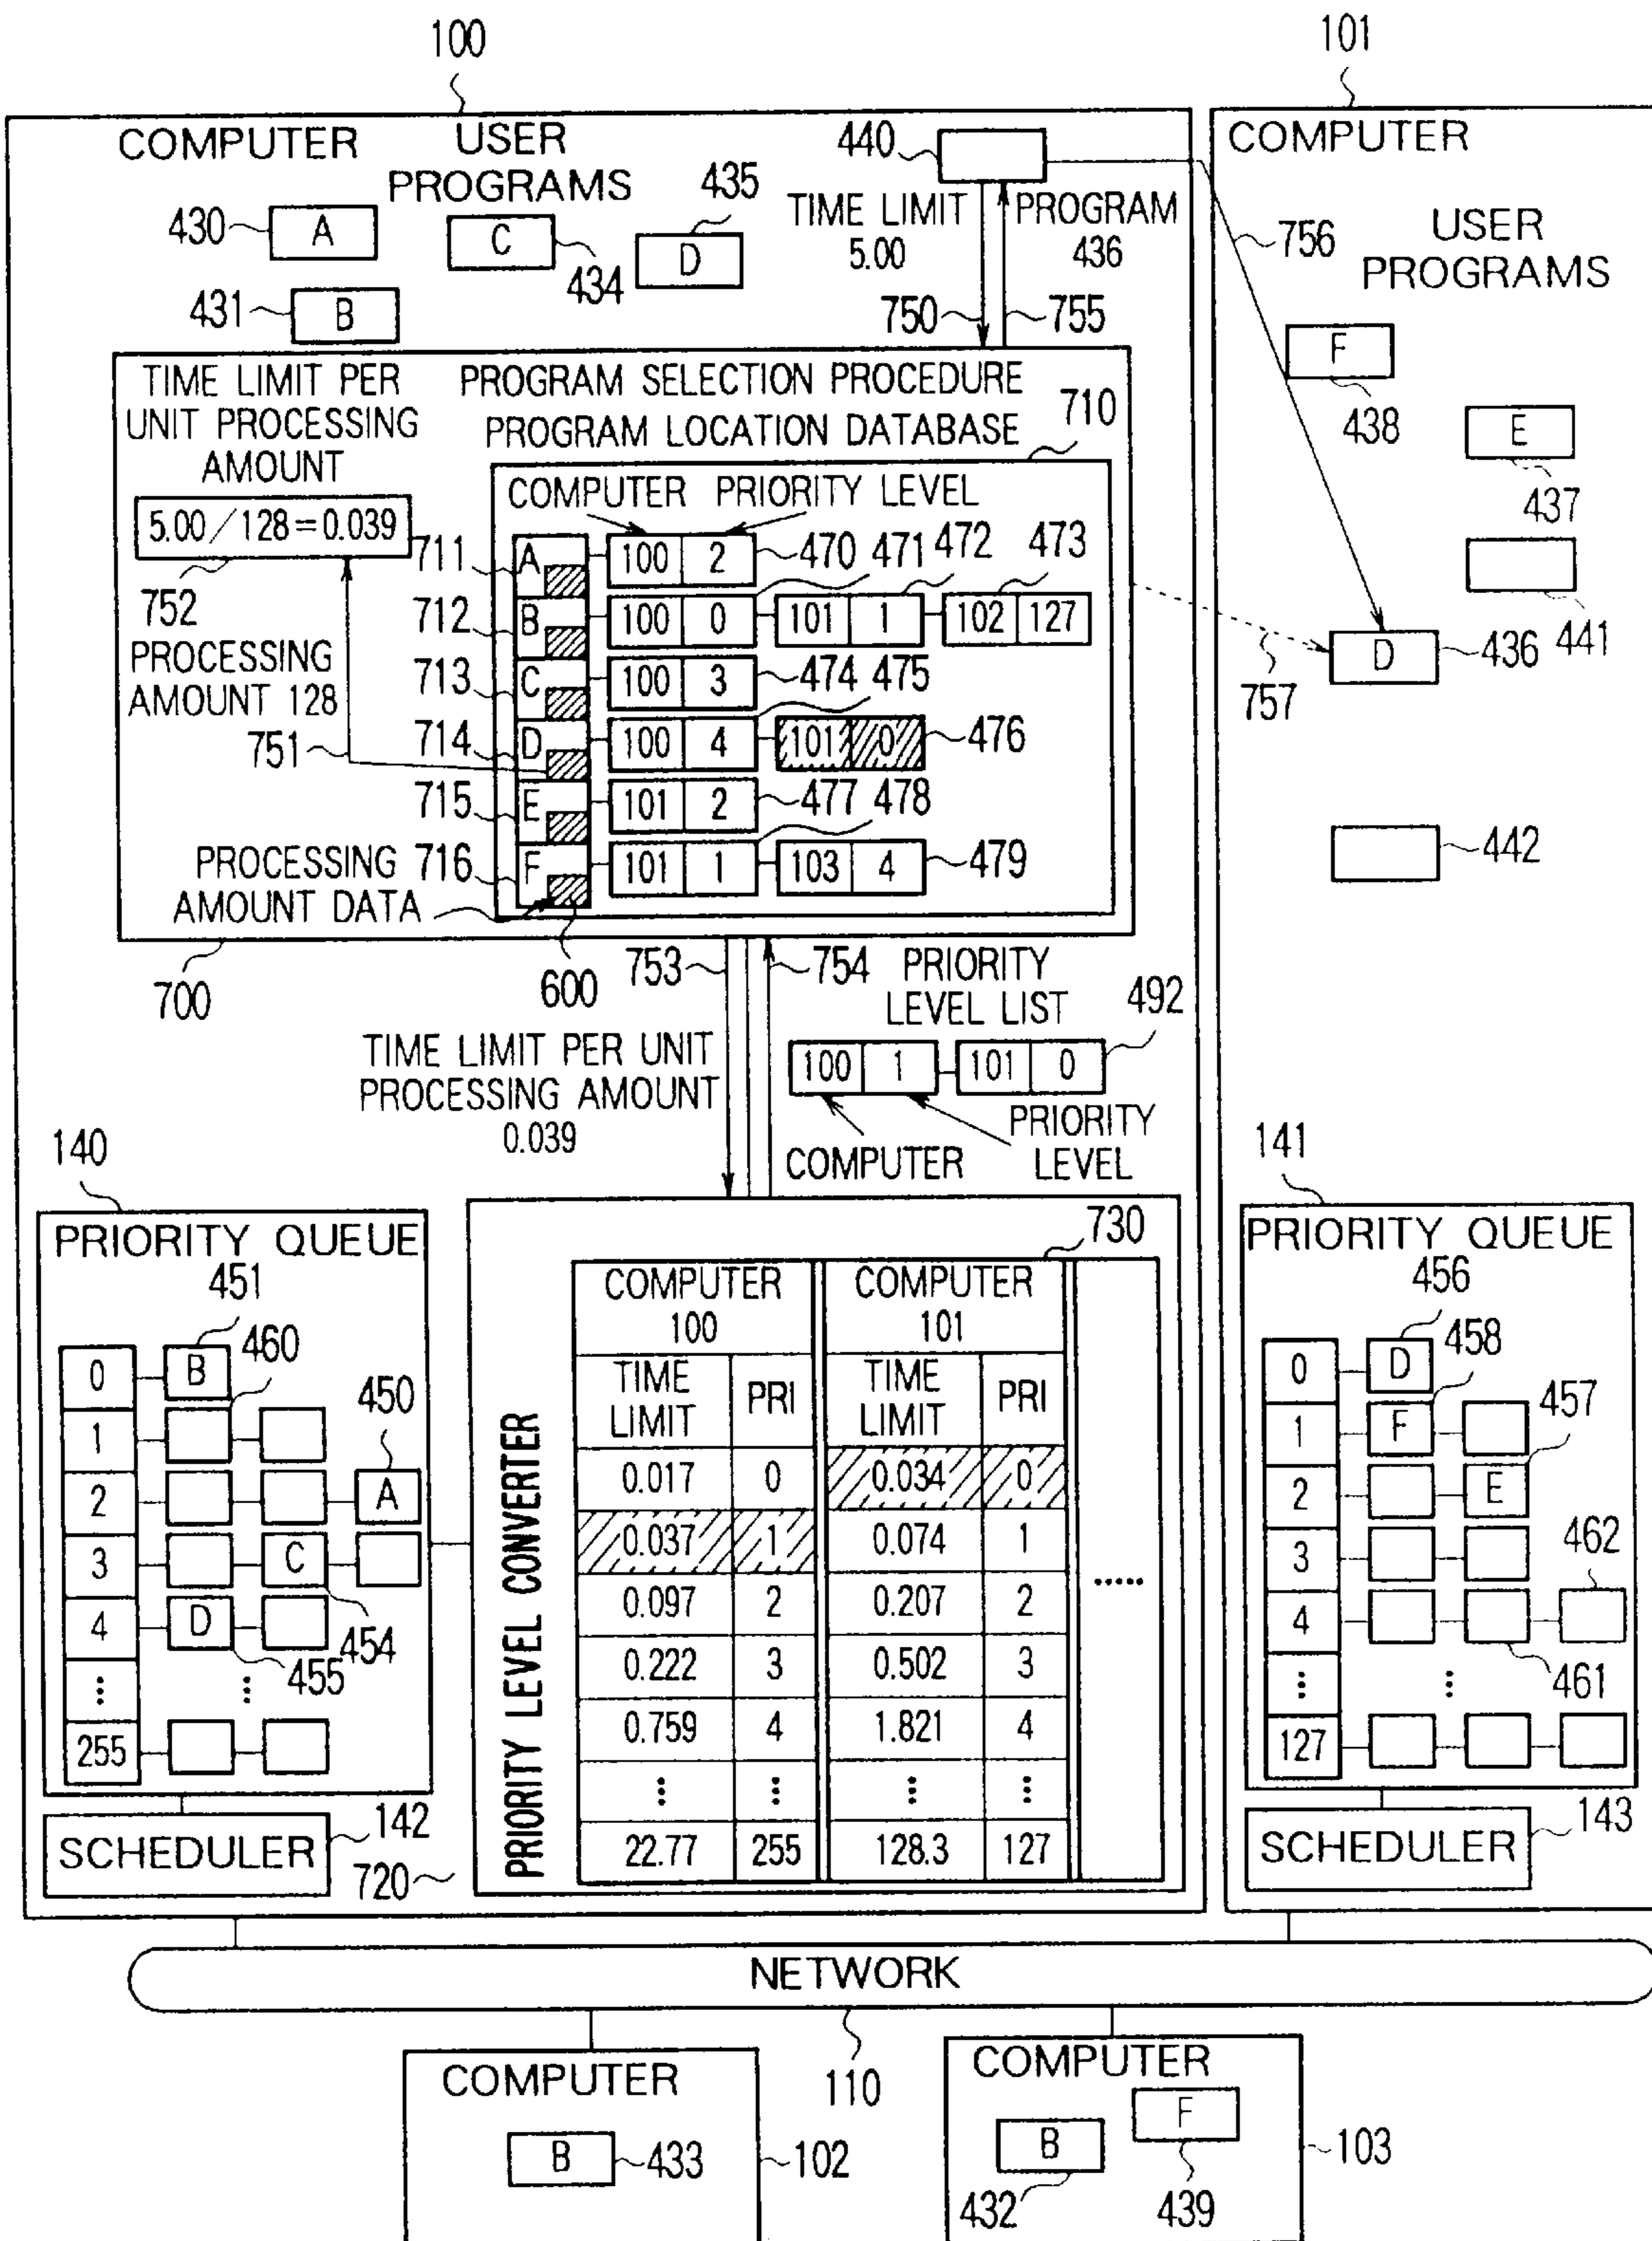 100
101
COMPUTER
USER
PROGRAMS
440
COMPUTER
430
A
C
434
435
D
431
B
TIME LIMIT
5.00
PROGRAM
436
750
755
756
USER
PROGRAMS
F
438
E
437
441
D
436
757
442
TIME LIMIT PER
UNIT PROCESSING
AMOUNT
PROGRAM SELECTION PROCEDURE
PROGRAM LOCATION DATABASE
710
5.00/128=0.039
752
PROCESSING
AMOUNT 128
751
COMPUTER PRIORITY LEVEL
711 A 100 2 470 471 472 473
712 B 100 0 101 1 102 127
713 C 100 3 474 475
714 D 100 4 101 0 476
715 E 101 2 477 478
716 F 101 1 103 4 479
PROCESSING
AMOUNT DATA
600
700
753
754
PRIORITY
LEVEL LIST
492
TIME LIMIT PER UNIT
PROCESSING AMOUNT
0.039
100 1 101 0
COMPUTER
PRIORITY
LEVEL
140
PRIORITY QUEUE
451
460
450
0 B
1
2 A
3 C
4 D
454
455
⋮ ⋮
255
SCHEDULER
142
720
PRIORITY LEVEL CONVERTER
730
COMPUTER
100
COMPUTER
101
TIME
LIMIT
PRI
TIME
LIMIT
PRI
0.017 0 0.034 0
0.037 1 0.074 1
0.097 2 0.207 2
0.222 3 0.502 3
0.759 4 1.821 4
⋮ ⋮ ⋮ ⋮
22.77 255 128.3 127
.....
141
PRIORITY QUEUE
456
458
457
0 D
1 F
2 E
3
462
4
461
⋮ ⋮
127
SCHEDULER
143
NETWORK
110
COMPUTER
B
433
102
COMPUTER
F
B
432
439
103